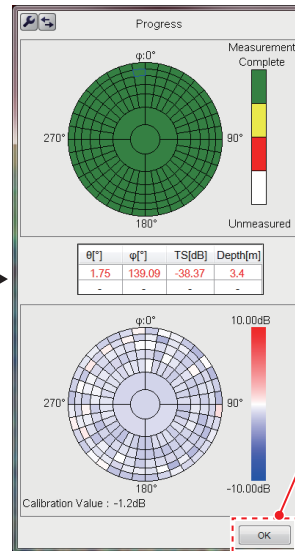 Progress
Measurement
Complete
φ:0°
270°
90°
180°
Unmeasured
θ[°] φ[°] TS[dB] Depth[m]
1.75 139.09 -38.37 3.4
- - - -
φ:0°
10.00dB
270°
90°
180°
-10.00dB
Calibration Value : -1.2dB
OK